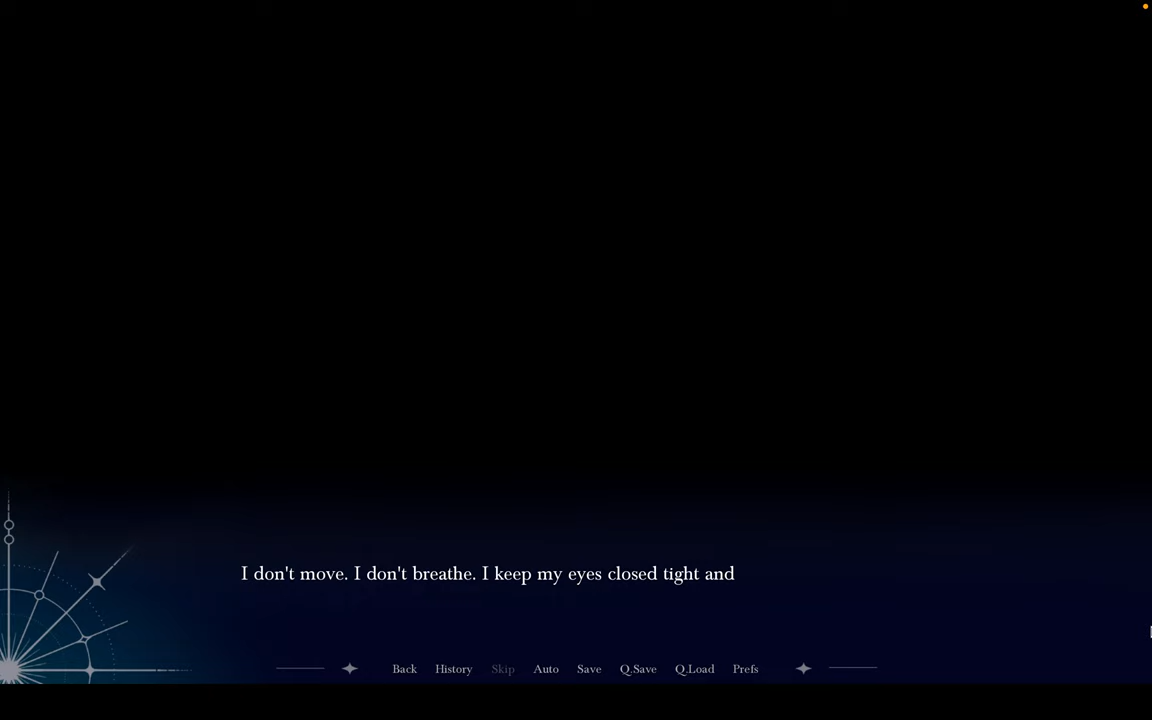 I don't move. I don't breathe. I keep my eyes closed tight and
Back History Skip Auto Save Q.Save Q.Load Prefs